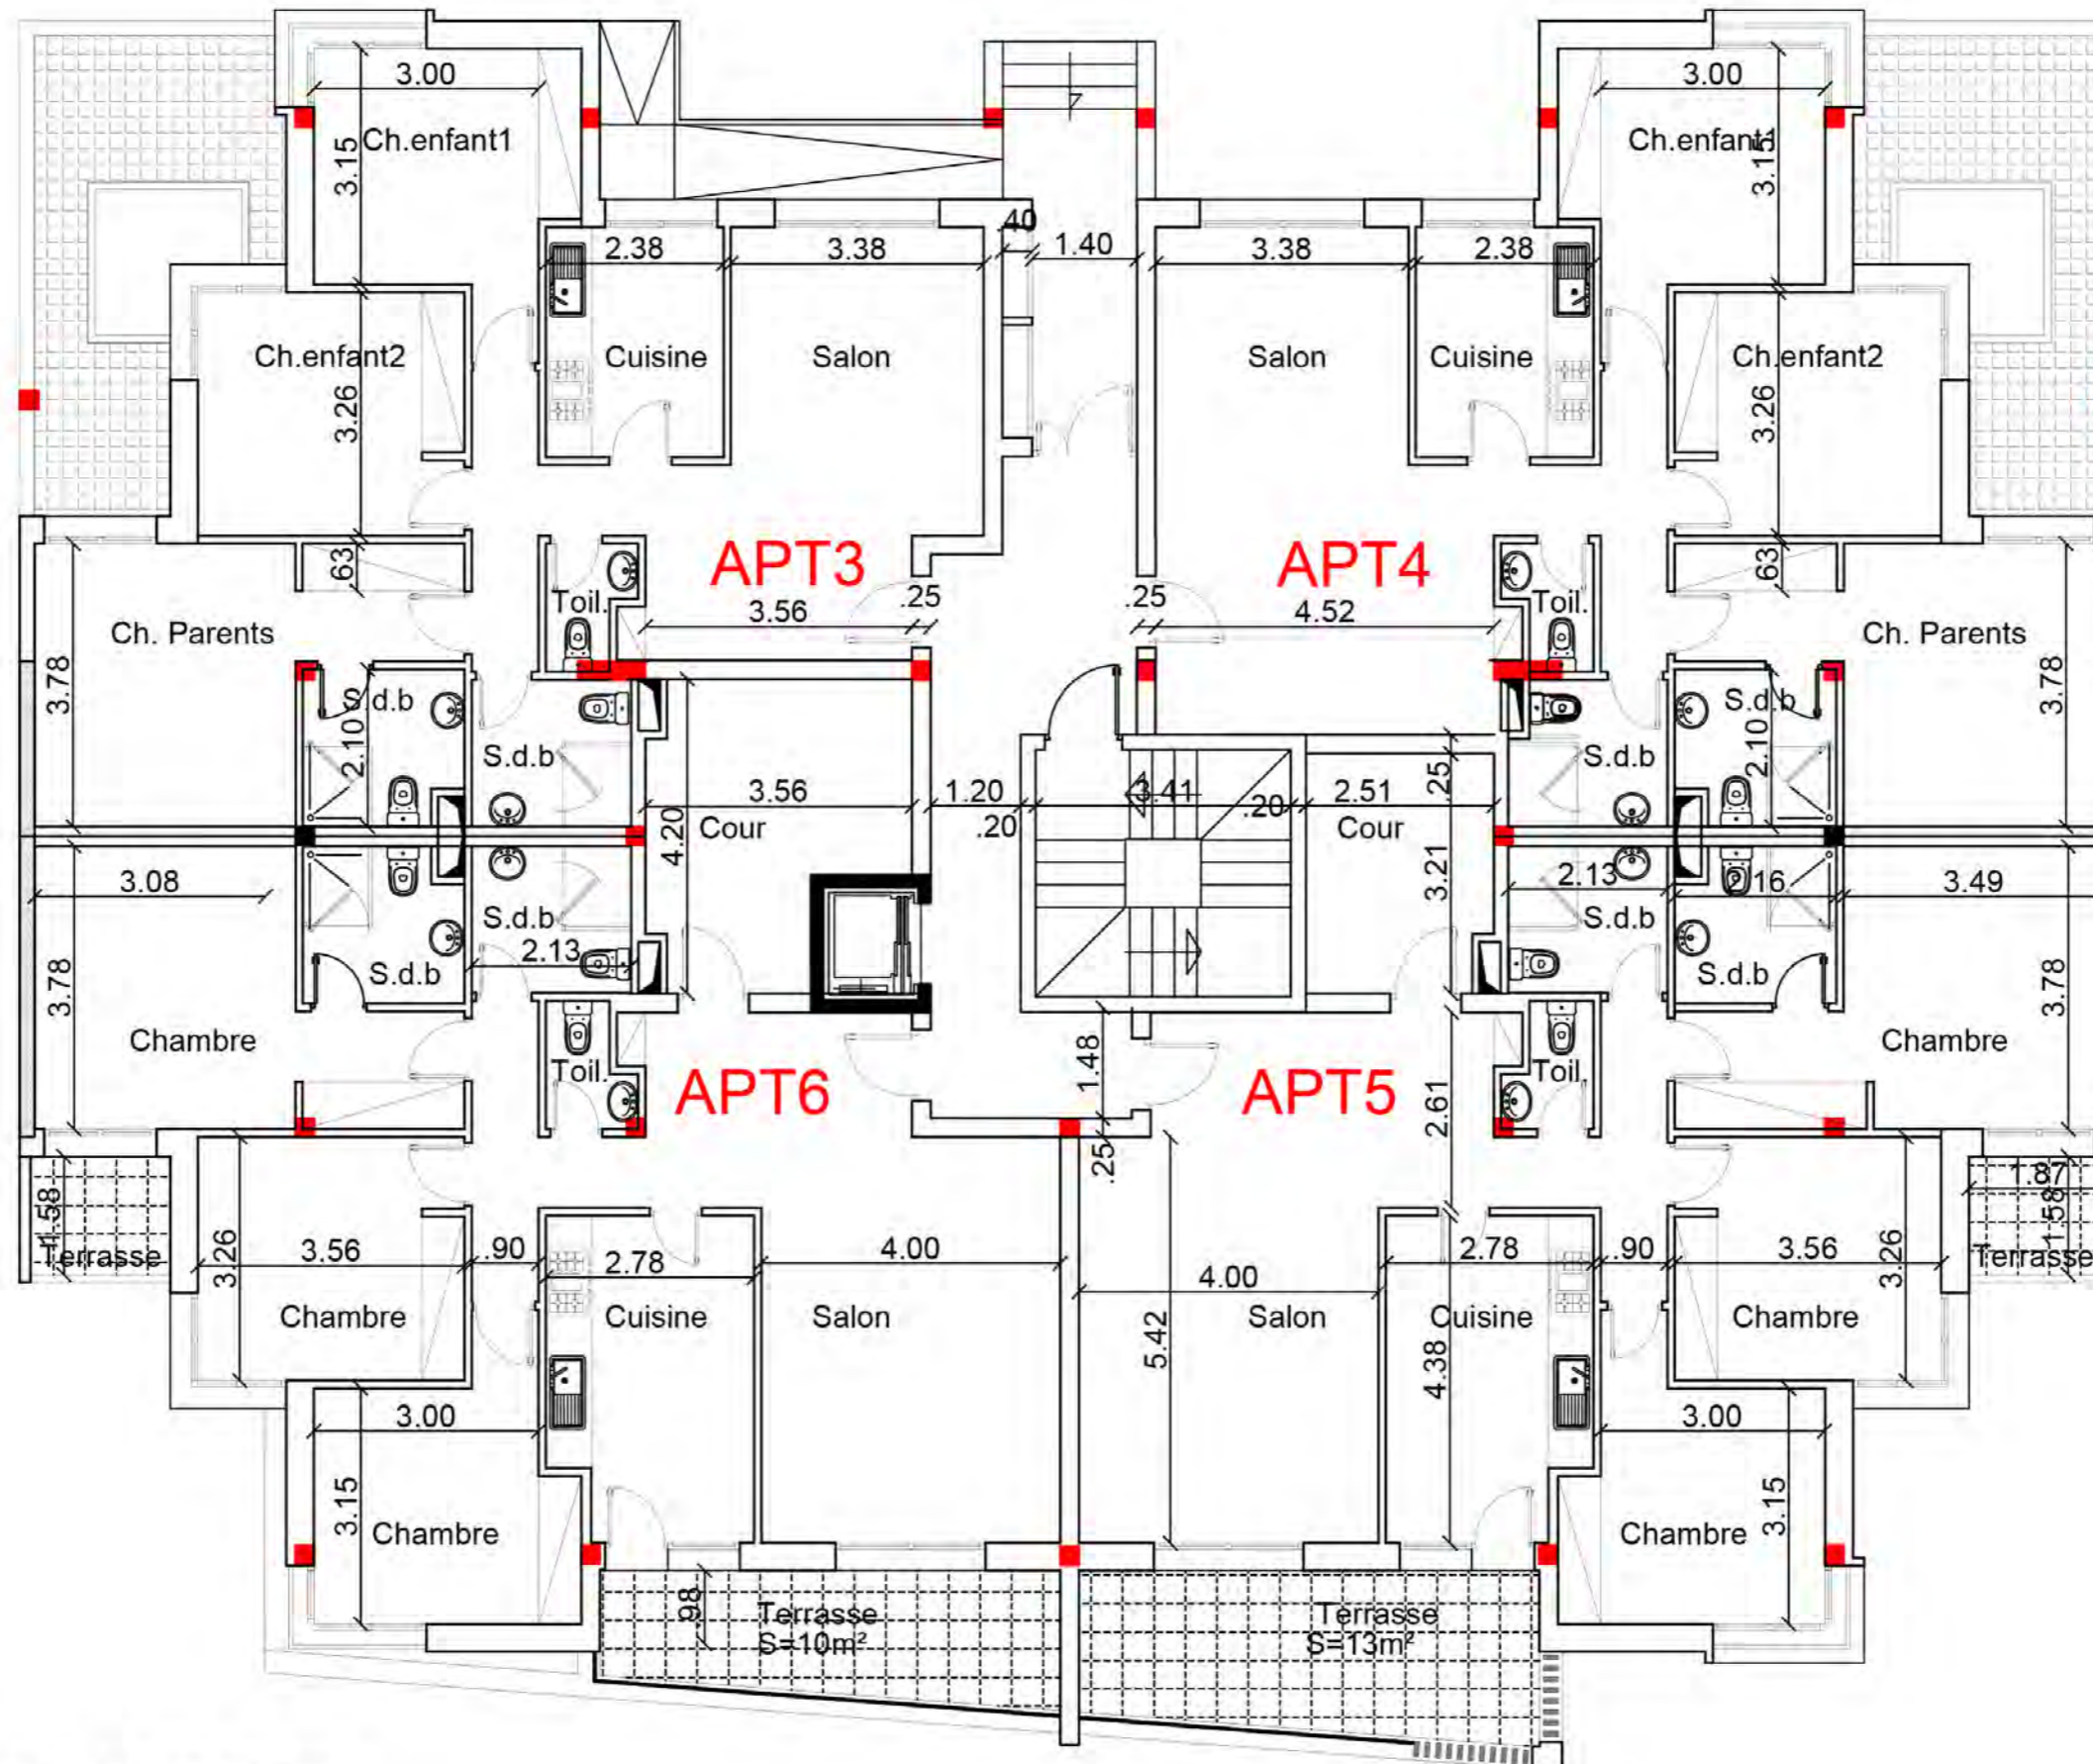 3.00
3.00
Ch.enfant1
3.15
Ch.enfant1
3.15
.40
2.38
3.38
1.40
3.38
2.38
Ch.enfant2
Cuisine
Salon
Salon
Cuisine
Ch.enfant2
3.26
3.26
APT3
APT4
.63
.63
Toil.
3.56
.25
.25
4.52
Toil.
Ch. Parents
Ch. Parents
3.78
S.d.b
S.d.b
3.78
2.10
S.d.b
S.d.b
2.10
3.56
1.20
3.41
.20
2.51
.25
4.20
Cour
.20
Cour
3.21
3.08
2.13
2.16
3.49
S.d.b
S.d.b
2.13
S.d.b
S.d.b
3.78
3.78
Chambre
Chambre
1.48
Toil.
APT6
APT5
Toil.
2.61
.25
1.58
1.87
1.58
Terrasse
3.26
3.56
.90
2.78
4.00
4.00
2.78
.90
3.56
3.26
Terrasse
Chambre
Cuisine
Salon
5.42
Salon
Cuisine
Chambre
4.38
3.00
3.00
3.15
Chambre
Chambre
3.15
.98
Terrasse
S=10m²
Terrasse
S=13m²